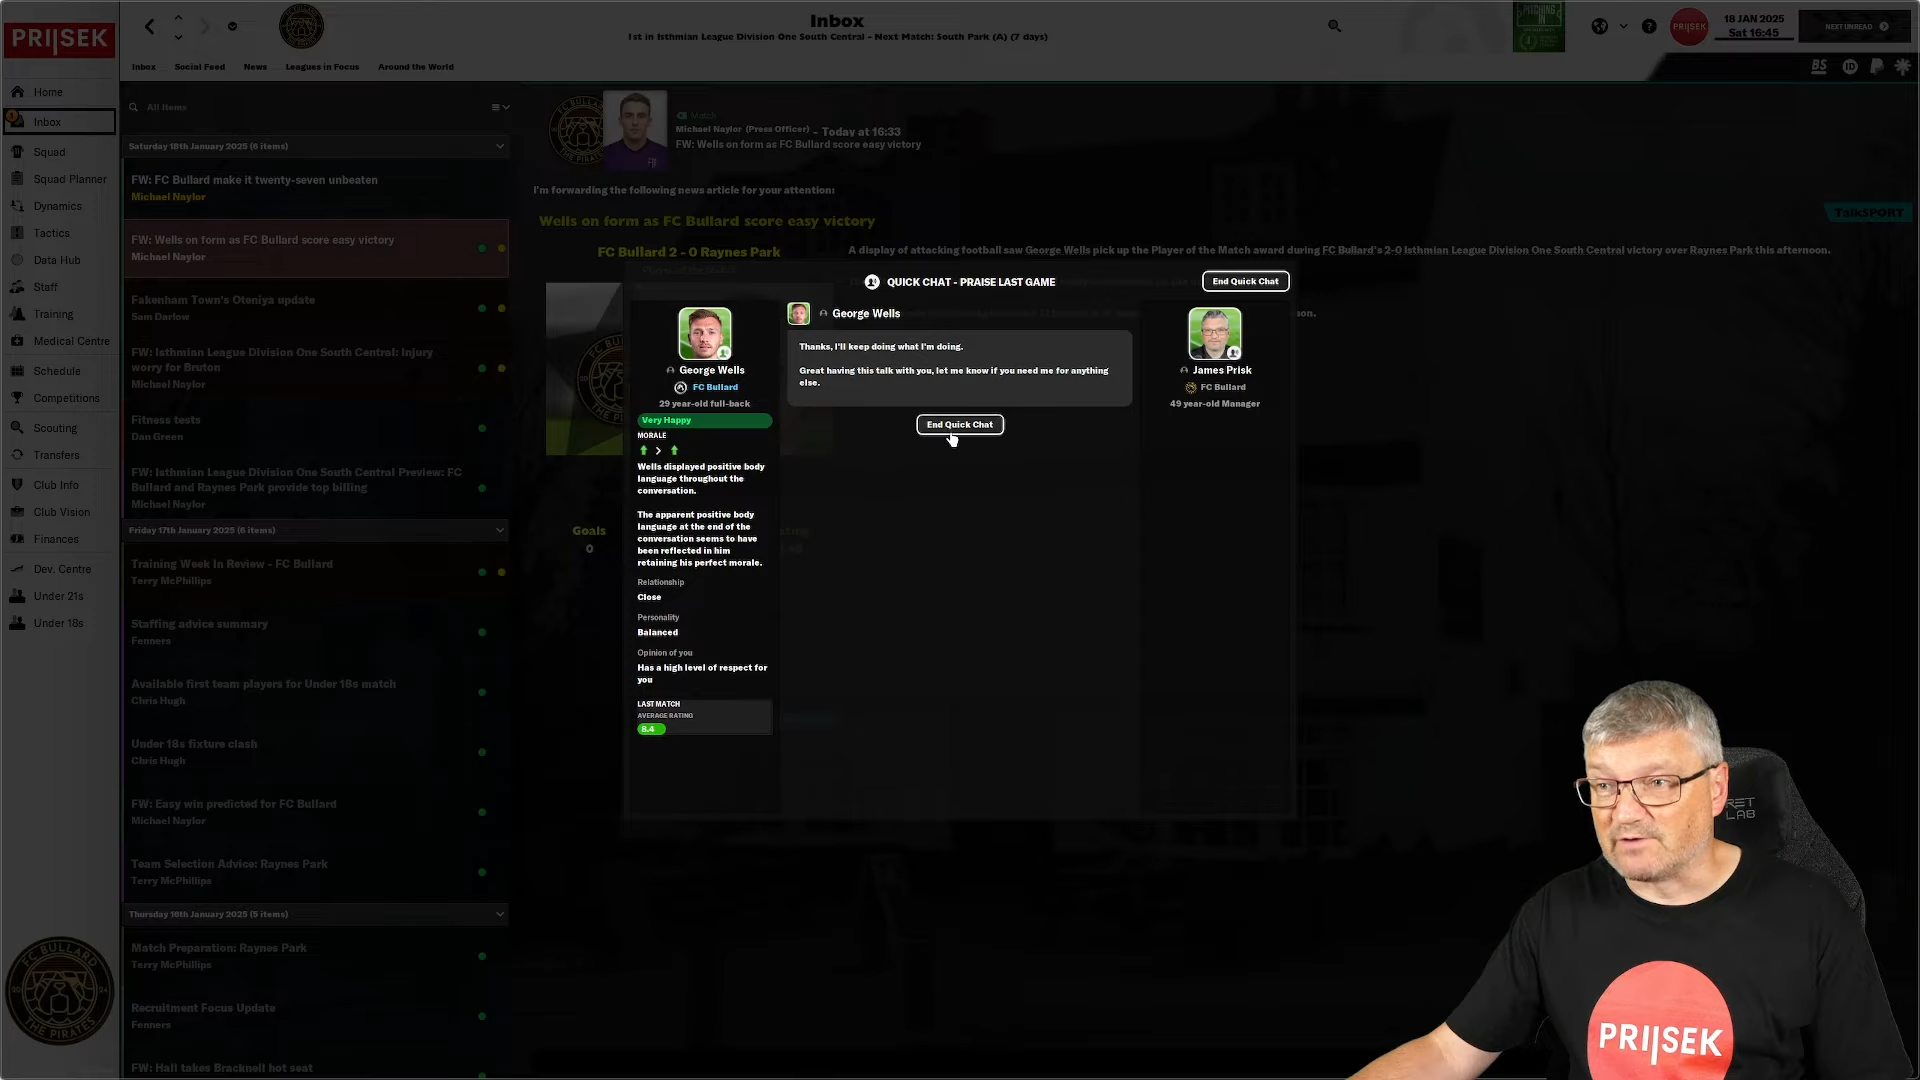 PRIJSEK
Inbox
1st in Isthmian League Division One South Central - Next Match: South Park (A) (7 days)
18 JAN 2025
Sat 16:45
NEXT UNREAD
Inbox
Social Feed
News
Leagues in Focus
Around the World
Home
Inbox
Squad
Squad Planner
Dynamics
Tactics
Data Hub
Staff
Training
Medical Centre
Schedule
Competitions
Scouting
Transfers
Club Info
Club Vision
Finances
Dev. Centre
Under 21s
Under 18s
All Items
Saturday 18th January 2025 (6 items)
FW: FC Bullard make it twenty-seven unbeaten
Michael Naylor
FW: Wells on form as FC Bullard score easy victory
Michael Naylor
Fakenham Town's Oteniya update
Sam Darlow
FW: Isthmian League Division One South Central: Injury
worry for Bruton
Michael Naylor
Fitness tests
Dan Green
FW: Isthmian League Division One South Central Preview: FC
Bullard and Raynes Park provide top billing
Michael Naylor
Friday 17th January 2025 (6 items)
Training Week In Review - FC Bullard
Terry McPhillips
Staffing advice summary
Fenners
Available first team players for Under 18s match
Chris Hugh
Under 18s fixture clash
Chris Hugh
FW: Easy win predicted for FC Bullard
Michael Naylor
Team Selection Advice: Raynes Park
Terry McPhillips
Thursday 16th January 2025 (5 items)
Match Preparation: Raynes Park
Terry McPhillips
Recruitment Focus Update
Fenners
FW: Hall takes Bracknell hot seat
Match
Michael Naylor (Press Officer) - Today at 16:33
FW: Wells on form as FC Bullard score easy victory
I'm forwarding the following news article for your attention:
Wells on form as FC Bullard score easy victory
TalkSPORT
FC Bullard 2 - 0 Raynes Park
A display of attacking football saw George Wells pick up the Player of the Match award during FC Bullard's 2-0 Isthmian League Division One South Central victory over Raynes Park this afternoon.
Goals
0
QUICK CHAT - PRAISE LAST GAME
End Quick Chat
George Wells
FC Bullard
29 year-old full-back
Very Happy
MORALE
Wells displayed positive body
language throughout the
conversation.
The apparent positive body
language at the end of the
conversation seems to have
been reflected in him
retaining his perfect morale.
Relationship
Close
Personality
Balanced
Opinion of you
Has a high level of respect for
you
LAST MATCH
AVERAGE RATING
8.4
George Wells
Thanks, I'll keep doing what I'm doing.
Great having this talk with you, let me know if you need me for anything
else.
End Quick Chat
James Prisk
FC Bullard
49 year-old Manager
FC BULLARD
THE PIRATES
PRIJSEK